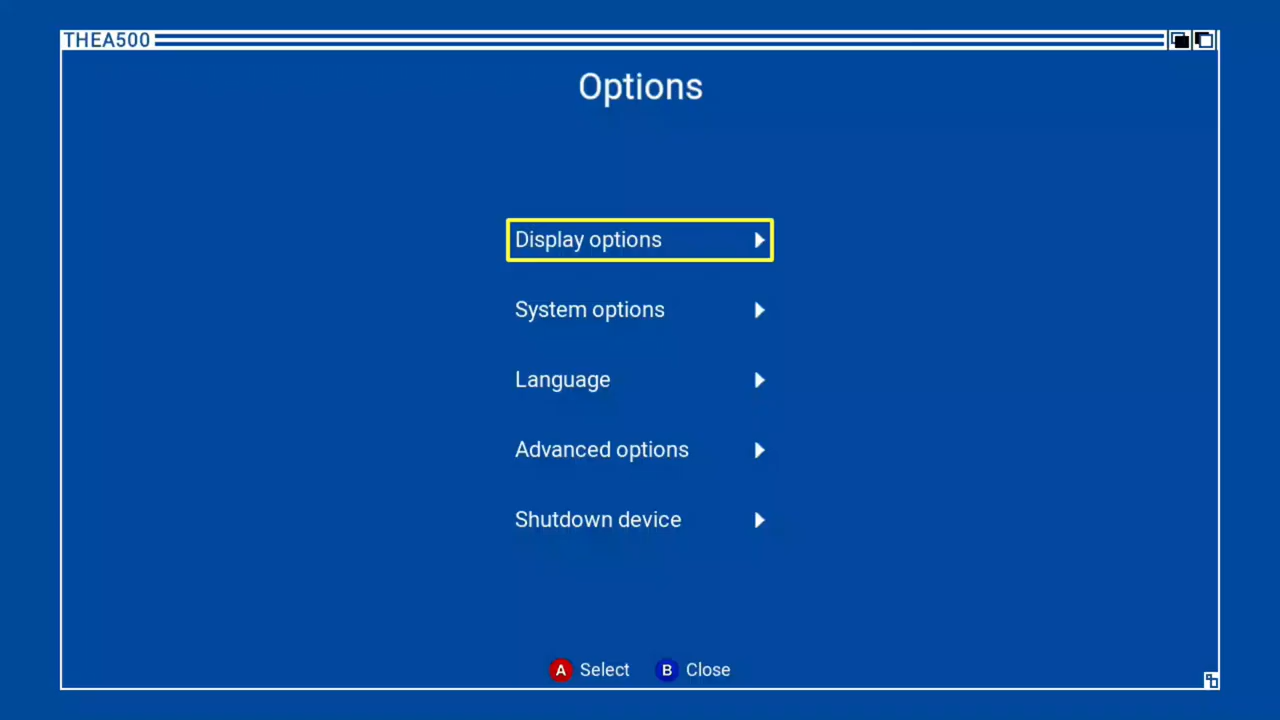 THEA500
Options
Display options
System options
Language
Advanced options
Shutdown device
A Select B Close